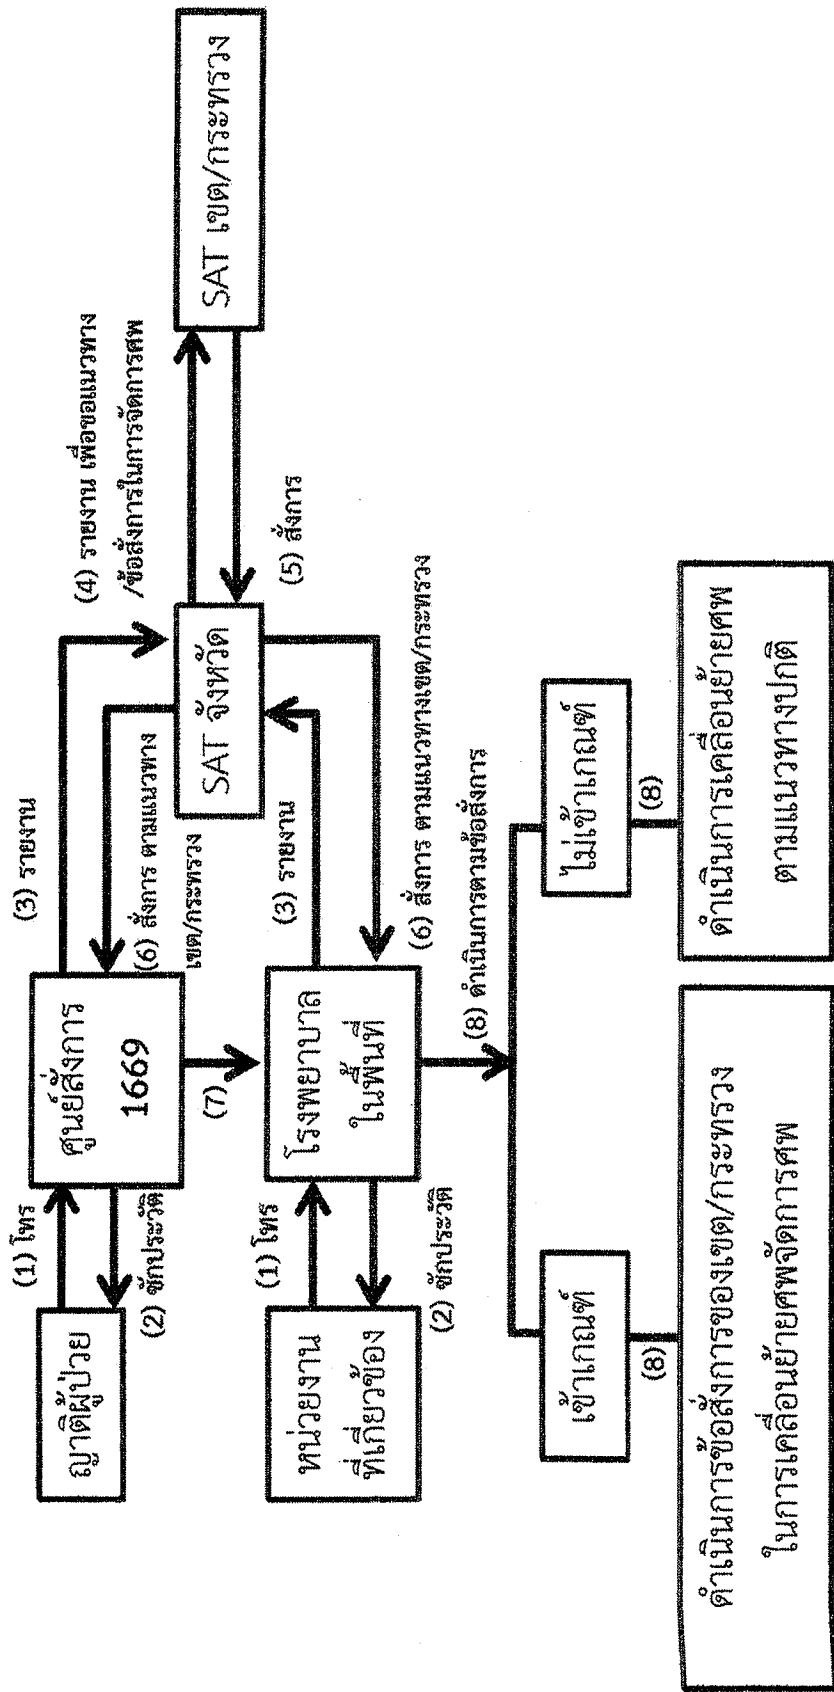 ญาติผู้ป่วย
(1) โทร
(2) ซักประวัติ
ศูนย์สั่งการ
1669
(3) รายงาน
(6) สั่งการ ตามแนวทาง
เขต/กระทรวง
(4) รายงาน เพื่อขอแนวทาง
/ข้อสั่งการในการจัดการศพ
SAT จังหวัด
(5) สั่งการ
SAT เขต/กระทรวง
(7)
หน่วยงาน
ที่เกี่ยวข้อง
(1) โทร
(2) ซักประวัติ
โรงพยาบาล
ในพื้นที่
(3) รายงาน
(6) สั่งการ ตามแนวทางเขต/กระทรวง
(8) ดำเนินการตามข้อสั่งการ
เข้าเกณฑ์
ไม่เข้าเกณฑ์
(8)
(8)
ดำเนินการข้อสั่งการของเขต/กระทรวง
ในการเคลื่อนย้ายศพจัดการศพ
ดำเนินการเคลื่อนย้ายศพ
ตามแนวทางปกติ